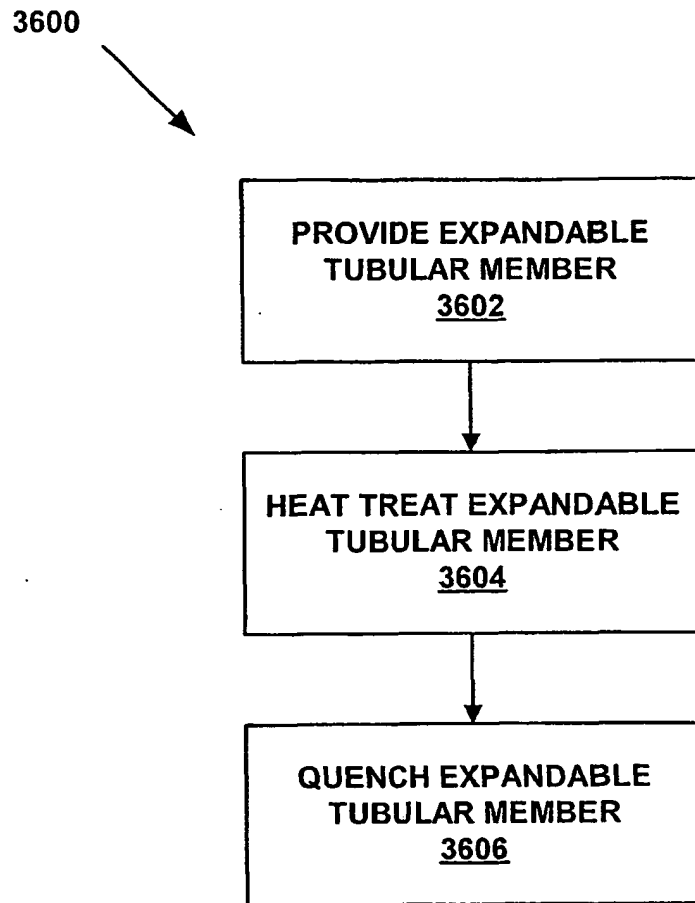 3600
PROVIDE EXPANDABLE
TUBULAR MEMBER
3602
HEAT TREAT EXPANDABLE
TUBULAR MEMBER
3604
QUENCH EXPANDABLE
TUBULAR MEMBER
3606